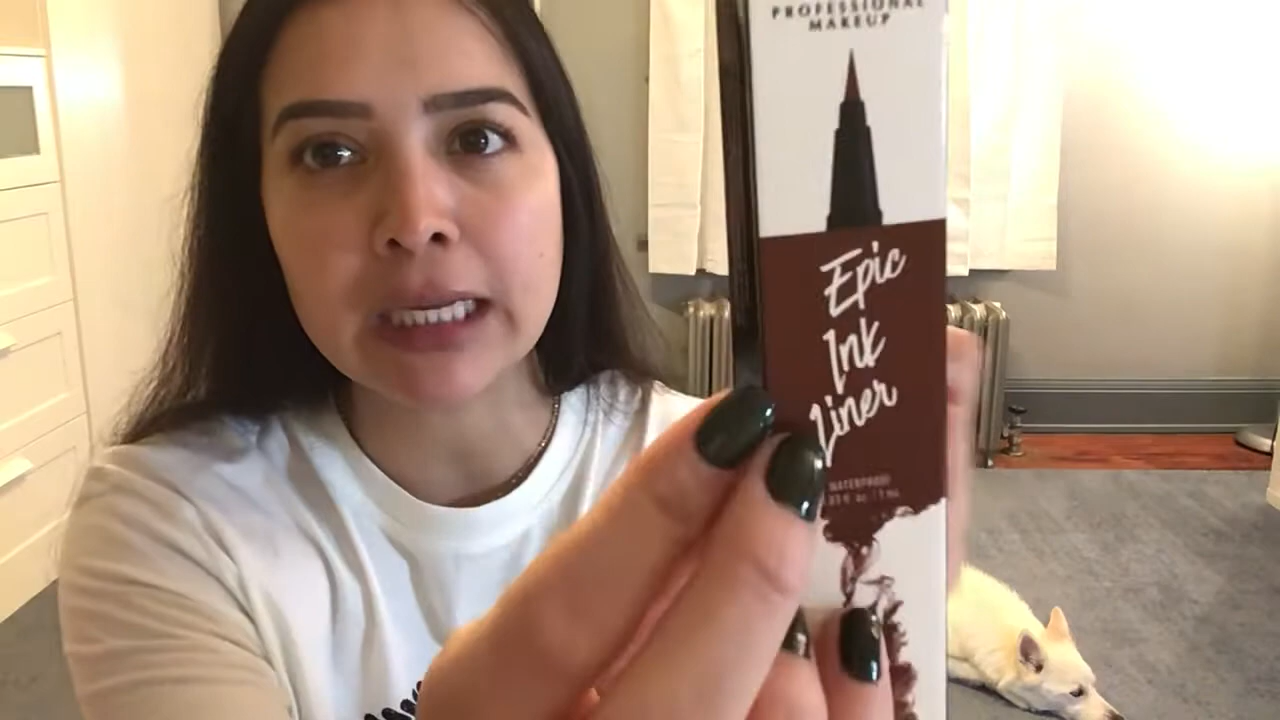 PROFESSIONAL
MAKEUP
Epic
Ink
Liner
WATERPROOF